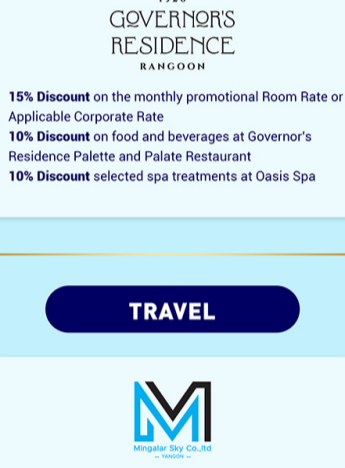 GOVERNOR'S
RESIDENCE
RANGOON
15% Discount on the monthly promotional Room Rate or
Applicable Corporate Rate
10% Discount on food and beverages at Governor's
Residence Palette and Palate Restaurant
10% Discount selected spa treatments at Oasis Spa
TRAVEL
M
Mingalar Sky Co.,ltd
– YANGON –